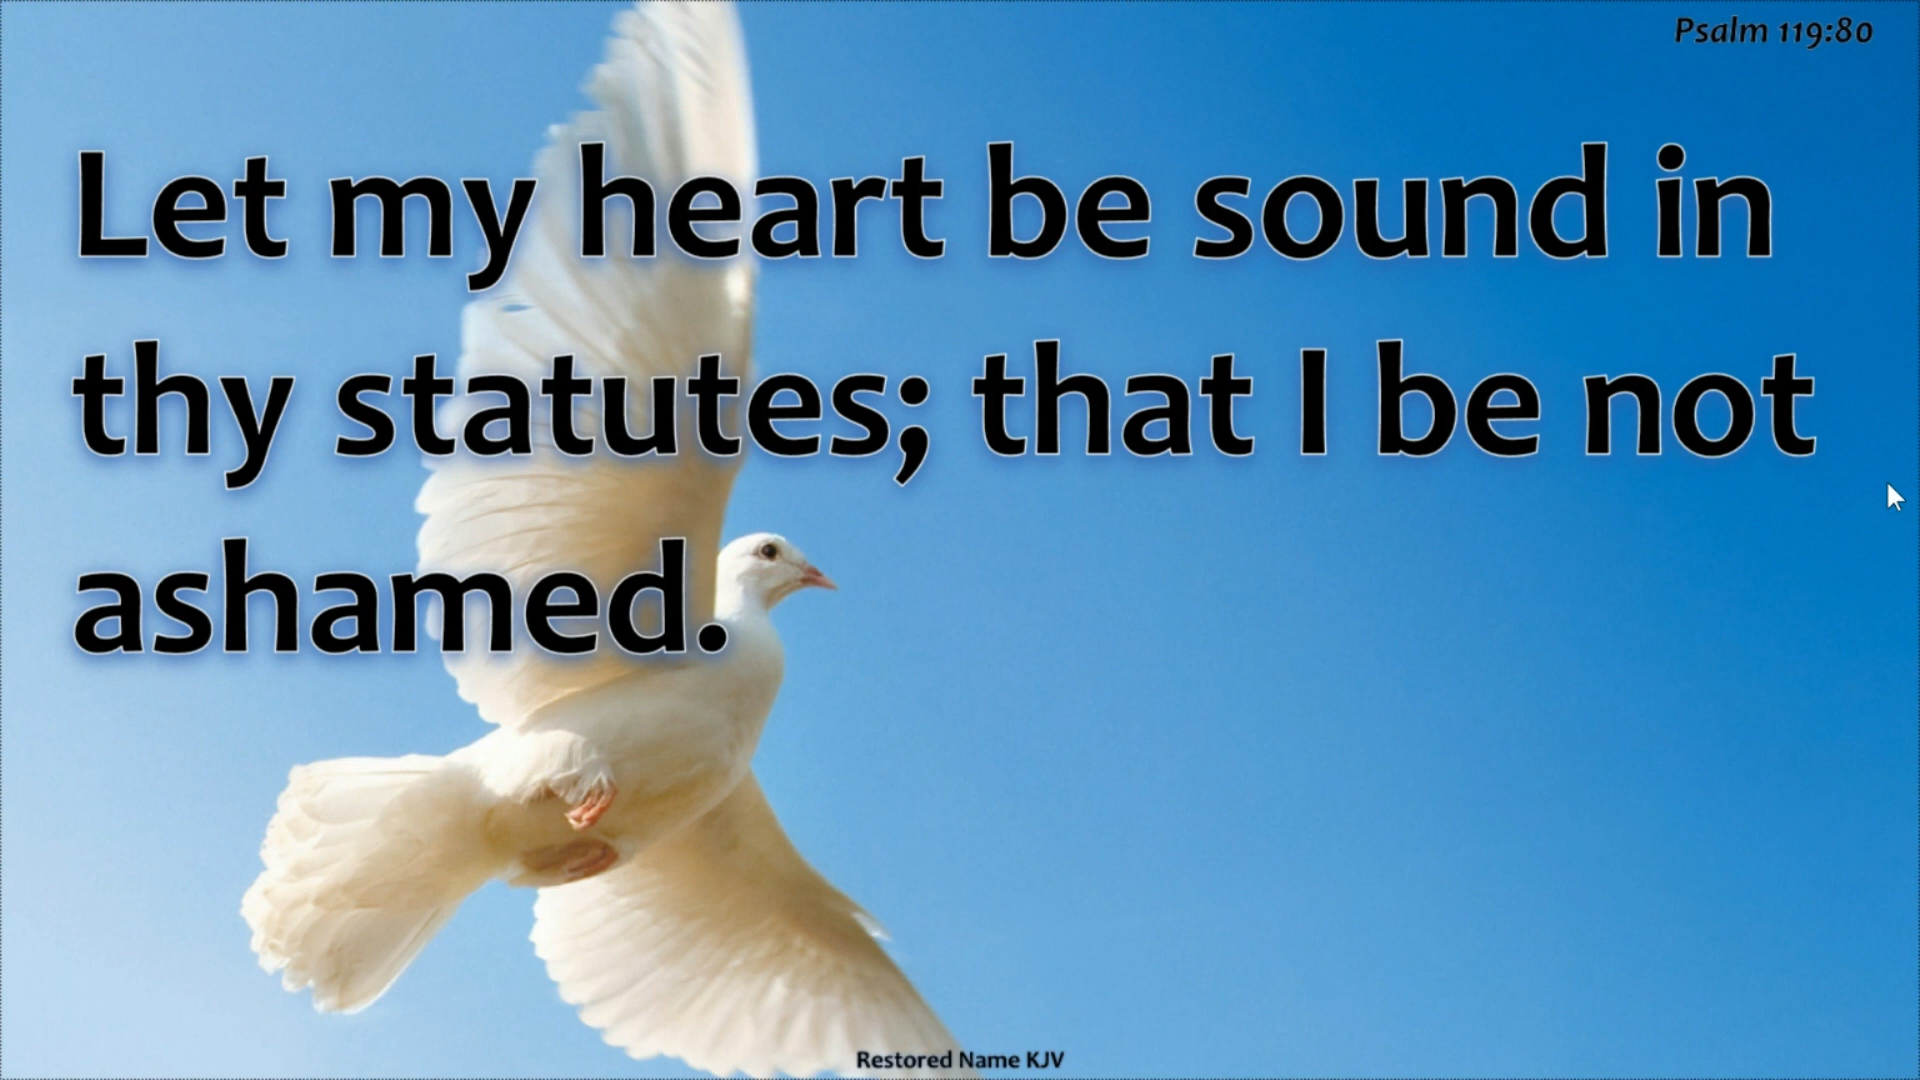 Psalm 119:80
Let my heart be sound in
thy statutes; that I be not
ashamed.
Restored Name KJV